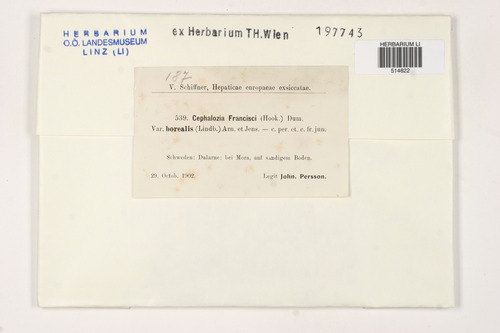 HERBARIUM
O.Ö. LANDESMUSEUM
LINZ (LI)
ex Herbarium TH.Wien
197743
HERBARIUM LI
514822
187
V. Schiffner, Hepaticae europaeae exsiccatae.
539. Cephalozia Francisci (Hook.) Dum.
Var. borealis (Lindb.) Arn. et Jens. — c. per. et. c. fr. jun.
Schweden: Dalarne; bei Mora, auf sandigem Boden.
29. Octob. 1902.
Legit John. Persson.